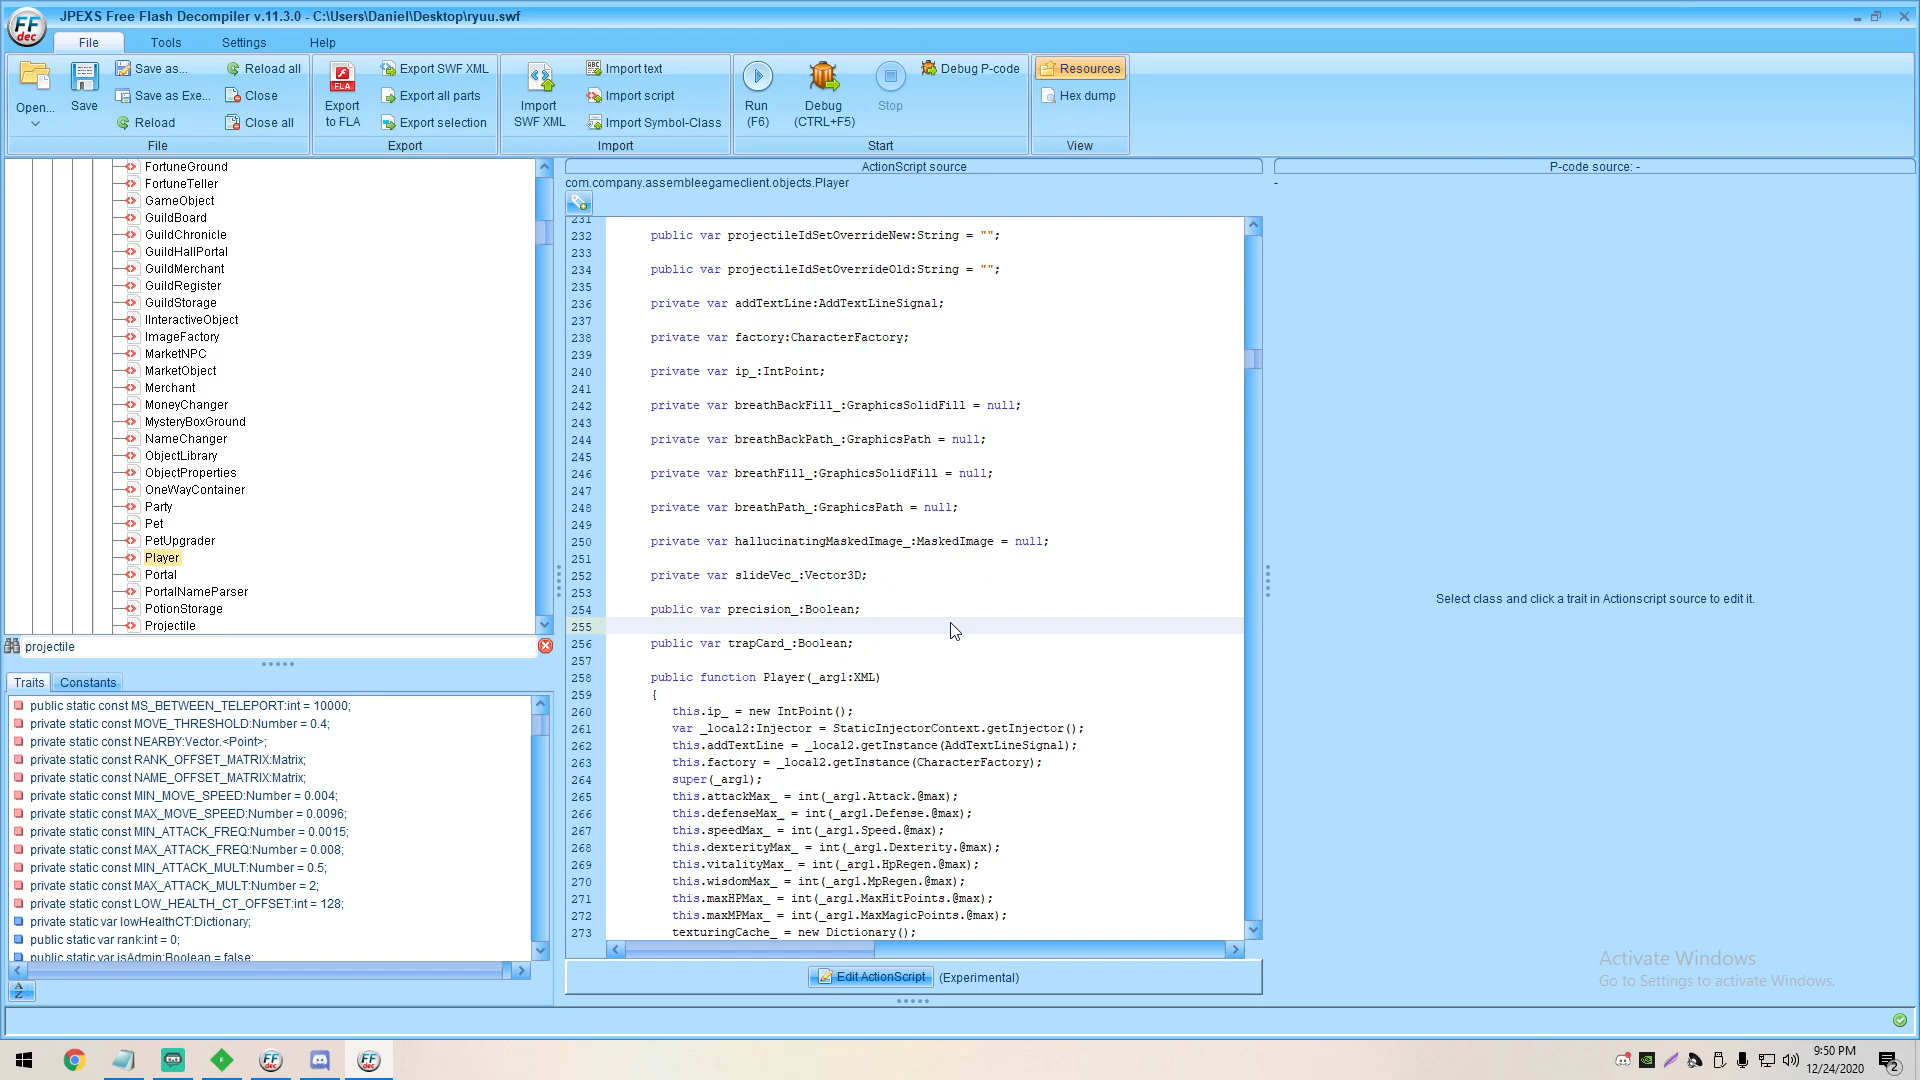 JPEXS Free Flash Decompiler v.11.3.0 - C:\Users\Daniel\Desktop\ryuu.swf
File Tools Settings Help
Open...
Save
Save as...
Save as Exe...
Reload
Reload all
Close
Close all
File
Export
to FLA
Export SWF XML
Export all parts
Export selection
Export
Import
SWF XML
Import text
Import script
Import Symbol-Class
Import
Run
(F6)
Debug
(CTRL+F5)
Stop
Debug P-code
Start
Resources
Hex dump
View
FortuneGround
FortuneTeller
GameObject
GuildBoard
GuildChronicle
GuildHallPortal
GuildMerchant
GuildRegister
GuildStorage
IInteractiveObject
ImageFactory
MarketNPC
MarketObject
Merchant
MoneyChanger
MysteryBoxGround
NameChanger
ObjectLibrary
ObjectProperties
OneWayContainer
Party
Pet
PetUpgrader
Player
Portal
PortalNameParser
PotionStorage
Projectile
projectile
Traits Constants
public static const MS_BETWEEN_TELEPORT:int = 10000;
private static const MOVE_THRESHOLD:Number = 0.4;
private static const NEARBY:Vector.<Point>;
private static const RANK_OFFSET_MATRIX:Matrix;
private static const NAME_OFFSET_MATRIX:Matrix;
private static const MIN_MOVE_SPEED:Number = 0.004;
private static const MAX_MOVE_SPEED:Number = 0.0096;
private static const MIN_ATTACK_FREQ:Number = 0.0015;
private static const MAX_ATTACK_FREQ:Number = 0.008;
private static const MIN_ATTACK_MULT:Number = 0.5;
private static const MAX_ATTACK_MULT:Number = 2;
private static const LOW_HEALTH_CT_OFFSET:int = 128;
private static var lowHealthCT:Dictionary;
public static var rank:int = 0;
public static var isAdmin:Boolean = false;
ActionScript source
com.company.assembleegameclient.objects.Player
231
232 public var projectileIdSetOverrideNew:String = "";
233
234 public var projectileIdSetOverrideOld:String = "";
235
236 private var addTextLine:AddTextLineSignal;
237
238 private var factory:CharacterFactory;
239
240 private var ip_:IntPoint;
241
242 private var breathBackFill_:GraphicsSolidFill = null;
243
244 private var breathBackPath_:GraphicsPath = null;
245
246 private var breathFill_:GraphicsSolidFill = null;
247
248 private var breathPath_:GraphicsPath = null;
249
250 private var hallucinatingMaskedImage_:MaskedImage = null;
251
252 private var slideVec_:Vector3D;
253
254 public var precision_:Boolean;
255
256 public var trapCard_:Boolean;
257
258 public function Player(_arg1:XML)
259 {
260 this.ip_ = new IntPoint();
261 var _local2:Injector = StaticInjectorContext.getInjector();
262 this.addTextLine = _local2.getInstance(AddTextLineSignal);
263 this.factory = _local2.getInstance(CharacterFactory);
264 super(_arg1);
265 this.attackMax_ = int(_arg1.Attack.@max);
266 this.defenseMax_ = int(_arg1.Defense.@max);
267 this.speedMax_ = int(_arg1.Speed.@max);
268 this.dexterityMax_ = int(_arg1.Dexterity.@max);
269 this.vitalityMax_ = int(_arg1.HpRegen.@max);
270 this.wisdomMax_ = int(_arg1.MpRegen.@max);
271 this.maxHPMax_ = int(_arg1.MaxHitPoints.@max);
272 this.maxMPMax_ = int(_arg1.MaxMagicPoints.@max);
273 texturingCache_ = new Dictionary();
Edit ActionScript (Experimental)
P-code source: -
-
Select class and click a trait in Actionscript source to edit it.
Activate Windows
Go to Settings to activate Windows.
9:50 PM
12/24/2020
2